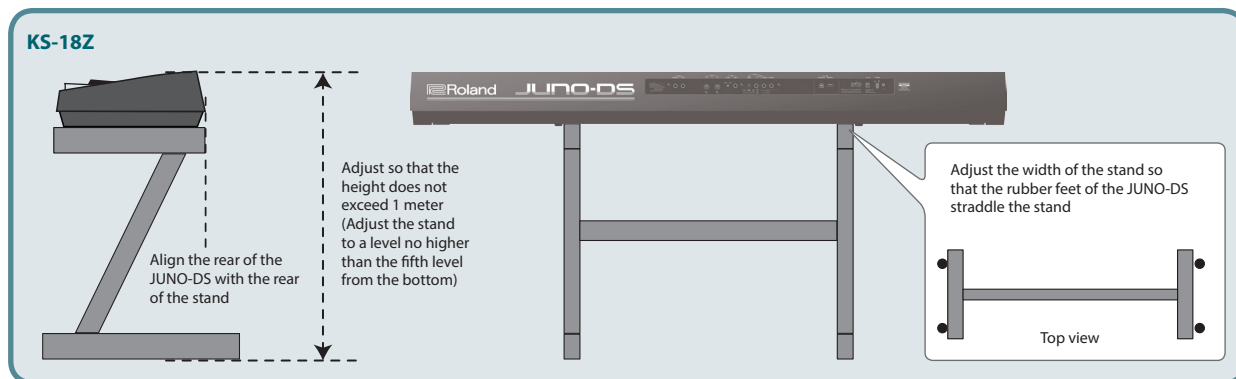 KS-18Z
Roland
JUNO-DS
Adjust so that the
height does not
exceed 1 meter
(Adjust the stand
to a level no higher
than the fifth level
from the bottom)
Align the rear of the
JUNO-DS with the rear
of the stand
Adjust the width of the stand so
that the rubber feet of the JUNO-DS
straddle the stand
Top view